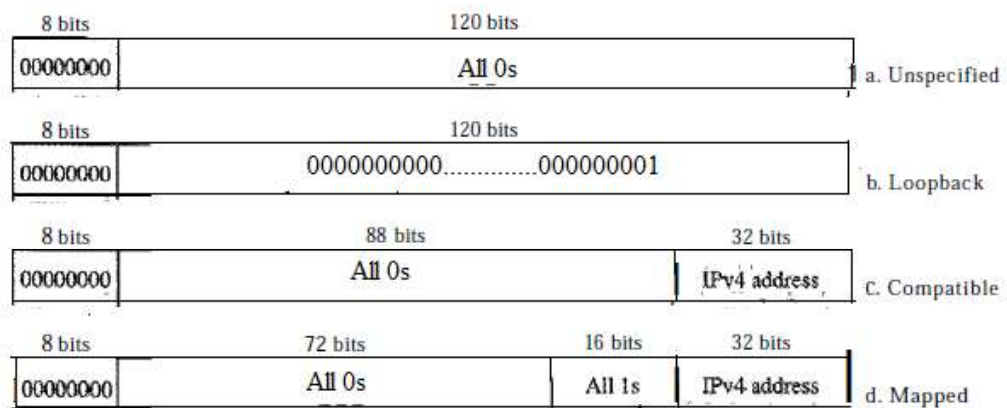 8 bits 120 bits
00000000 All 0s a. Unspecified
8 bits 120 bits
00000000 0000000000.............000000001 b. Loopback
8 bits 88 bits 32 bits
00000000 All 0s IPv4 address c. Compatible
8 bits 72 bits 16 bits 32 bits
00000000 All 0s All 1s IPv4 address d. Mapped